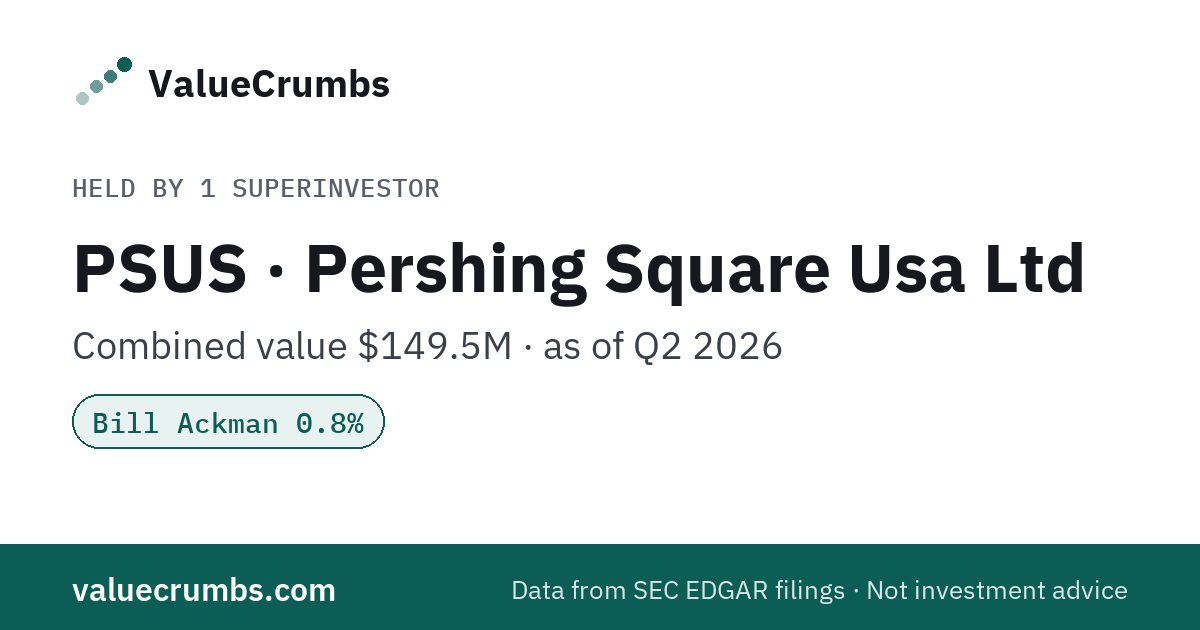 ValueCrumbs
HELD BY 1 SUPERINVESTOR
PSUS · Pershing Square Usa Ltd
Combined value $149.5M · as of Q2 2026
Bill Ackman 0.8%
valuecrumbs.com
Data from SEC EDGAR filings · Not investment advice